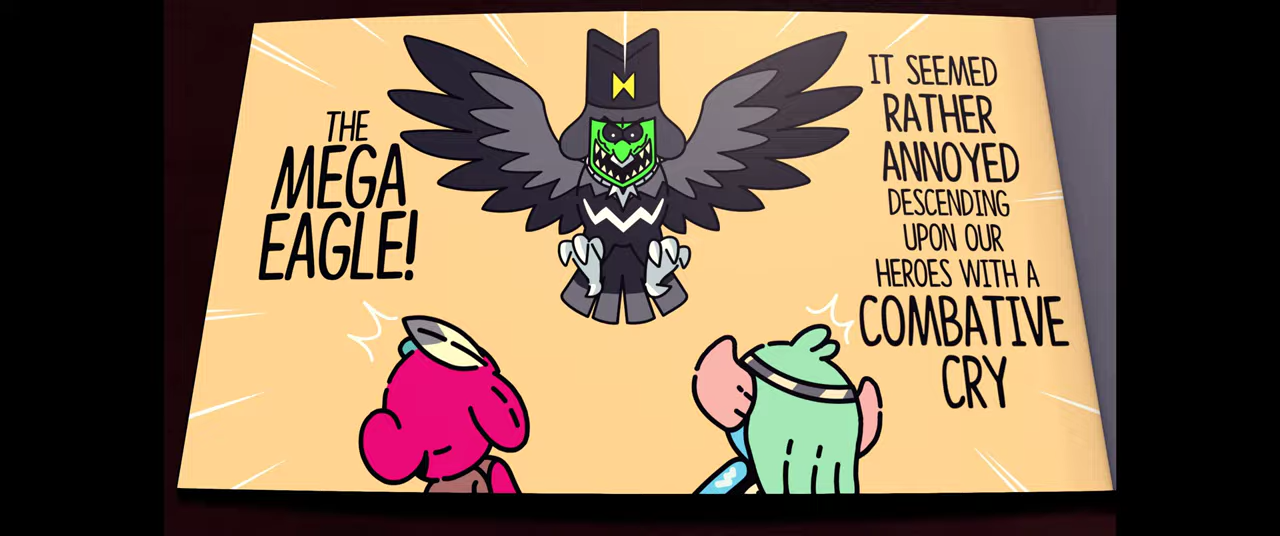 THE
MEGA
EAGLE!
IT SEEMED
RATHER
ANNOYED
DESCENDING
UPON OUR
HEROES WITH A
COMBATIVE
CRY